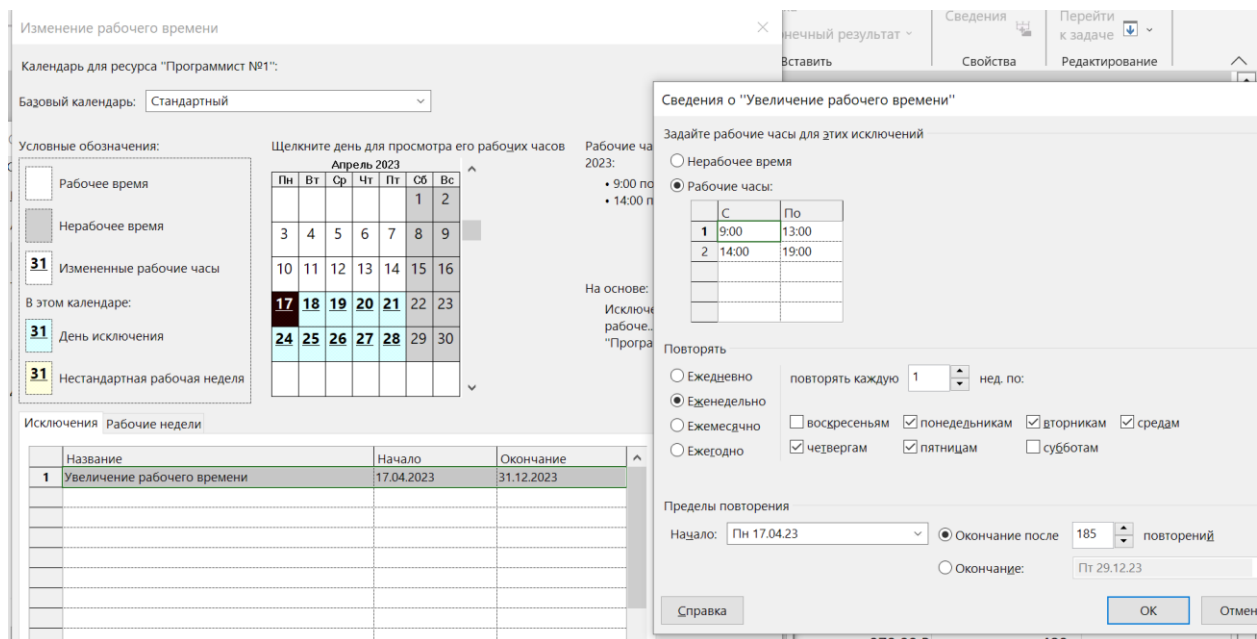 Изменение рабочего времени
Календарь для ресурса "Программист №1":
Базовый календарь: Стандартный
Условные обозначения:
Рабочее время
Нерабочее время
31 Измененные рабочие часы
В этом календаре:
31 День исключения
31 Нестандартная рабочая неделя
Щелкните день для просмотра его рабочих часов
Апрель 2023
Пн Вт Ср Чт Пт Сб Вс
1 2
3 4 5 6 7 8 9
10 11 12 13 14 15 16
17 18 19 20 21 22 23
24 25 26 27 28 29 30
Рабочие
2023:
• 9:00
• 14:00
На основе:
Исключения Рабочие недели
Название Начало Окончание
1 Увеличение рабочего времени 17.04.2023 31.12.2023
результат
Вставить
Сведения
Свойства
Перейти
к задаче
Редактирование
Сведения о "Увеличение рабочего времени"
Задайте рабочие часы для этих исключений
Нерабочее время
Рабочие часы:
С По
1 9:00 13:00
2 14:00 19:00
Повторять
Ежедневно
Еженедельно
Ежемесячно
Ежегодно
повторять каждую 1 нед. по:
воскресеньям понедельникам вторникам средам
четвергам пятницам субботам
Пределы повторения
Начало: Пн 17.04.23 Окончание после 185 повторений
Окончание: Пт 29.12.23
Справка ОК